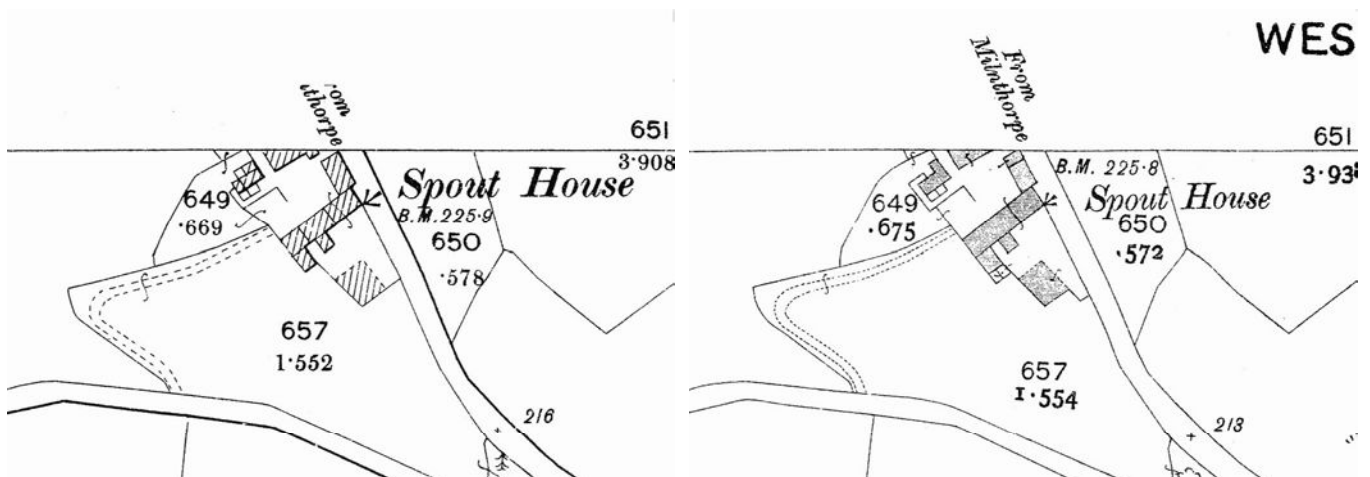 rom
thorpe
651
3·908
Spout House
649
·669
B.M. 225·9
650
·578
657
1·552
216
WES
From
Milnthorpe
651
3·93
B.M. 225·8
649
·675
Spout House
650
·572
657
1·554
213